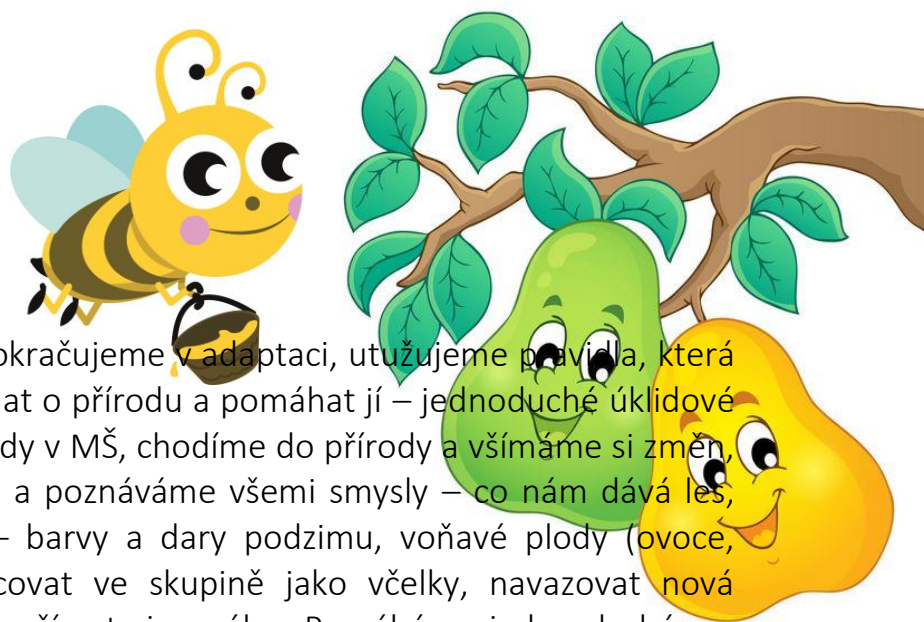 okračujeme v adaptaci, utužujeme pravidla, která
at o přírodu a pomáhat jí – jednoduché úklidové
dy v MŠ, chodíme do přírody a všímáme si změn,
a poznáváme všemi smysly – co nám dává les,
– barvy a dary podzimu, voňavé plody (ovoce,
covat ve skupině jako včelky, navazovat nová